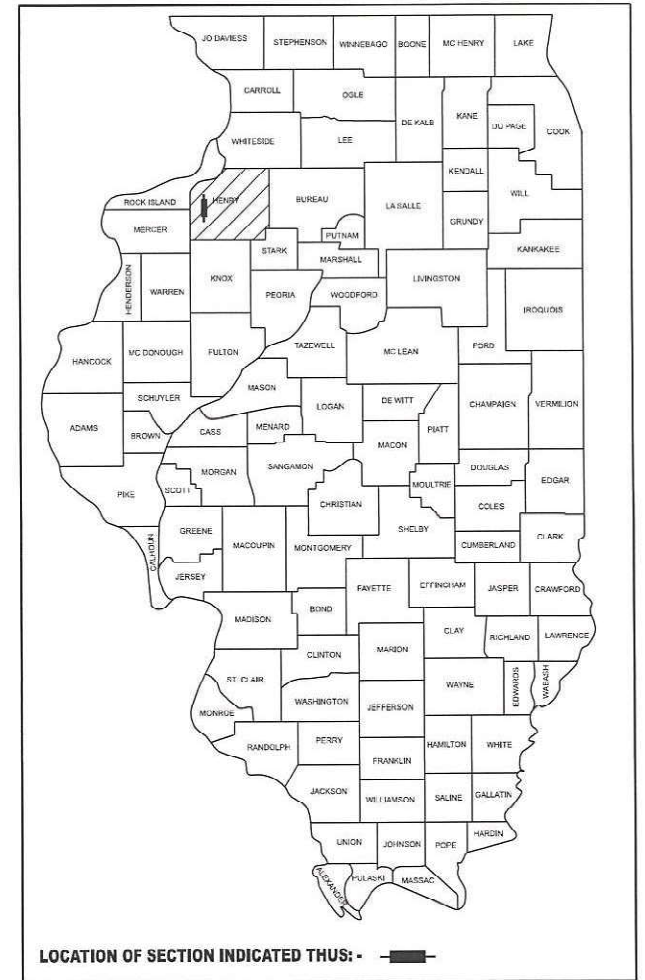 JO DAVIESS
STEPHENSON
WINNEBAGO
BOONE
MC HENRY
LAKE
CARROLL
OGLE
DE KALB
KANE
DU PAGE
COOK
WHITESIDE
LEE
KENDALL
WILL
ROCK ISLAND
HENRY
BUREAU
LA SALLE
GRUNDY
MERCER
PUTNAM
KANKAKEE
STARK
MARSHALL
HENDERSON
WARREN
KNOX
PEORIA
WOODFORD
LIVINGSTON
IROQUOIS
HANCOCK
MC DONOUGH
FULTON
TAZEWELL
MC LEAN
FORD
MASON
SCHUYLER
LOGAN
DE WITT
PIATT
CHAMPAIGN
VERMILION
ADAMS
BROWN
CASS
MENARD
MACON
MORGAN
SANGAMON
DOUGLAS
EDGAR
PIKE
SCOTT
CHRISTIAN
MOULTRIE
COLES
GREENE
MACOUPIN
MONTGOMERY
SHELBY
CUMBERLAND
CLARK
CALHOUN
JERSEY
FAYETTE
EFFINGHAM
JASPER
CRAWFORD
MADISON
BOND
CLAY
RICHLAND
LAWRENCE
CLINTON
MARION
ST. CLAIR
WAYNE
EDWARDS
WABASH
MONROE
WASHINGTON
JEFFERSON
RANDOLPH
PERRY
HAMILTON
WHITE
FRANKLIN
JACKSON
WILLIAMSON
SALINE
GALLATIN
UNION
JOHNSON
POPE
HARDIN
ALEXANDER
PULASKI
MASSAC
LOCATION OF SECTION INDICATED THUS: -